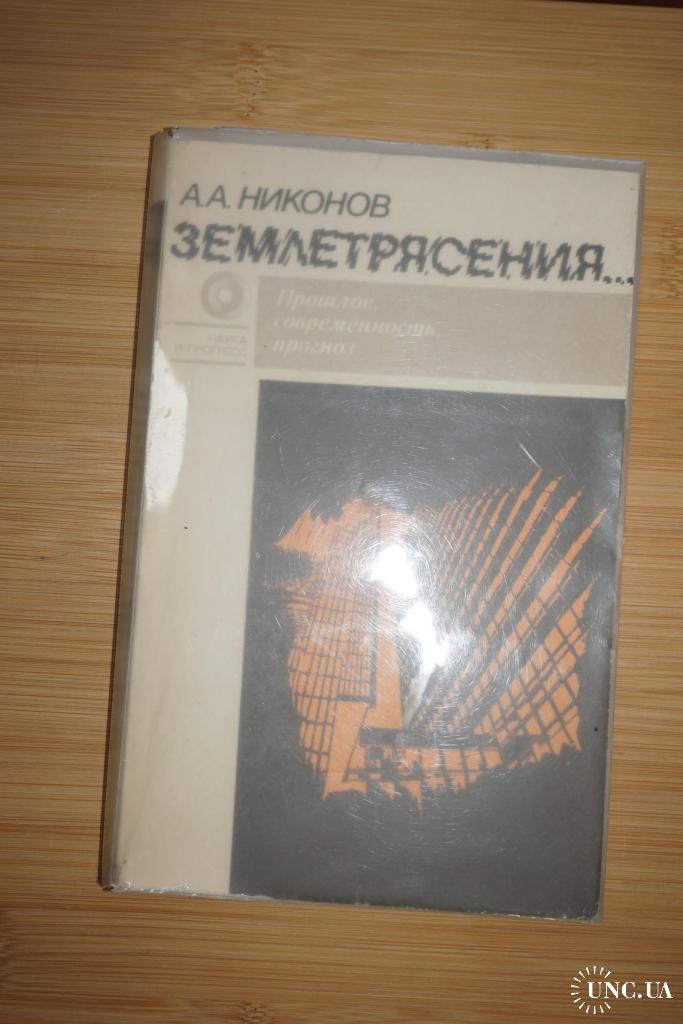 А.А. НИКОНОВ
ЗЕМЛЕТРЯСЕНИЯ...
Прошлое,
современность,
прогноз
НАУКА
И ПРОГРЕСС
UNC.UA